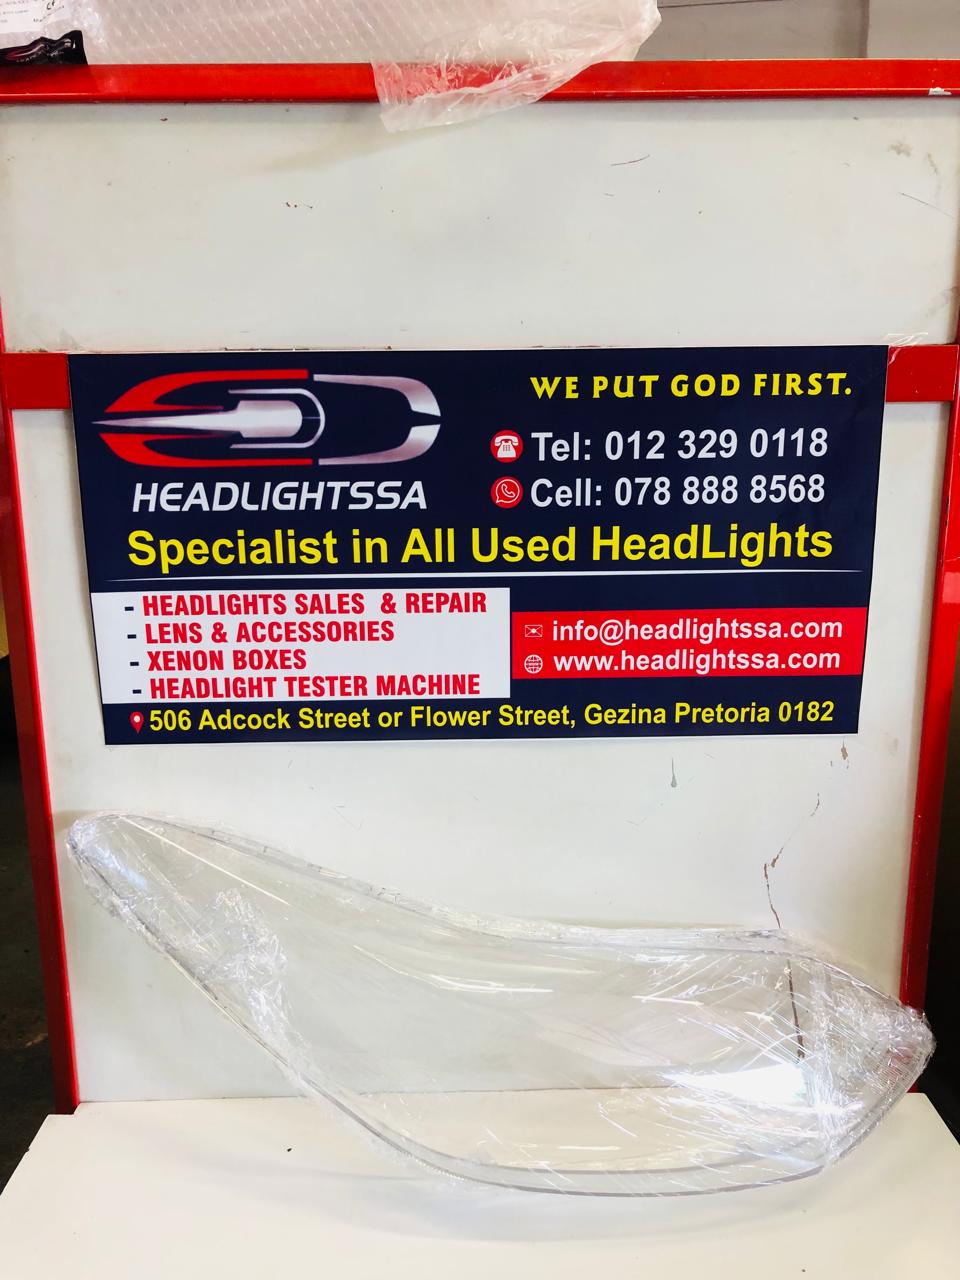 WE PUT GOD FIRST.
Tel: 012 329 0118
Cell: 078 888 8568
HEADLIGHTSSA
Specialist in All Used HeadLights
- HEADLIGHTS SALES & REPAIR
- LENS & ACCESSORIES
- XENON BOXES
- HEADLIGHT TESTER MACHINE
info@headlightssa.com
www.headlightssa.com
506 Adcock Street or Flower Street, Gezina Pretoria 0182